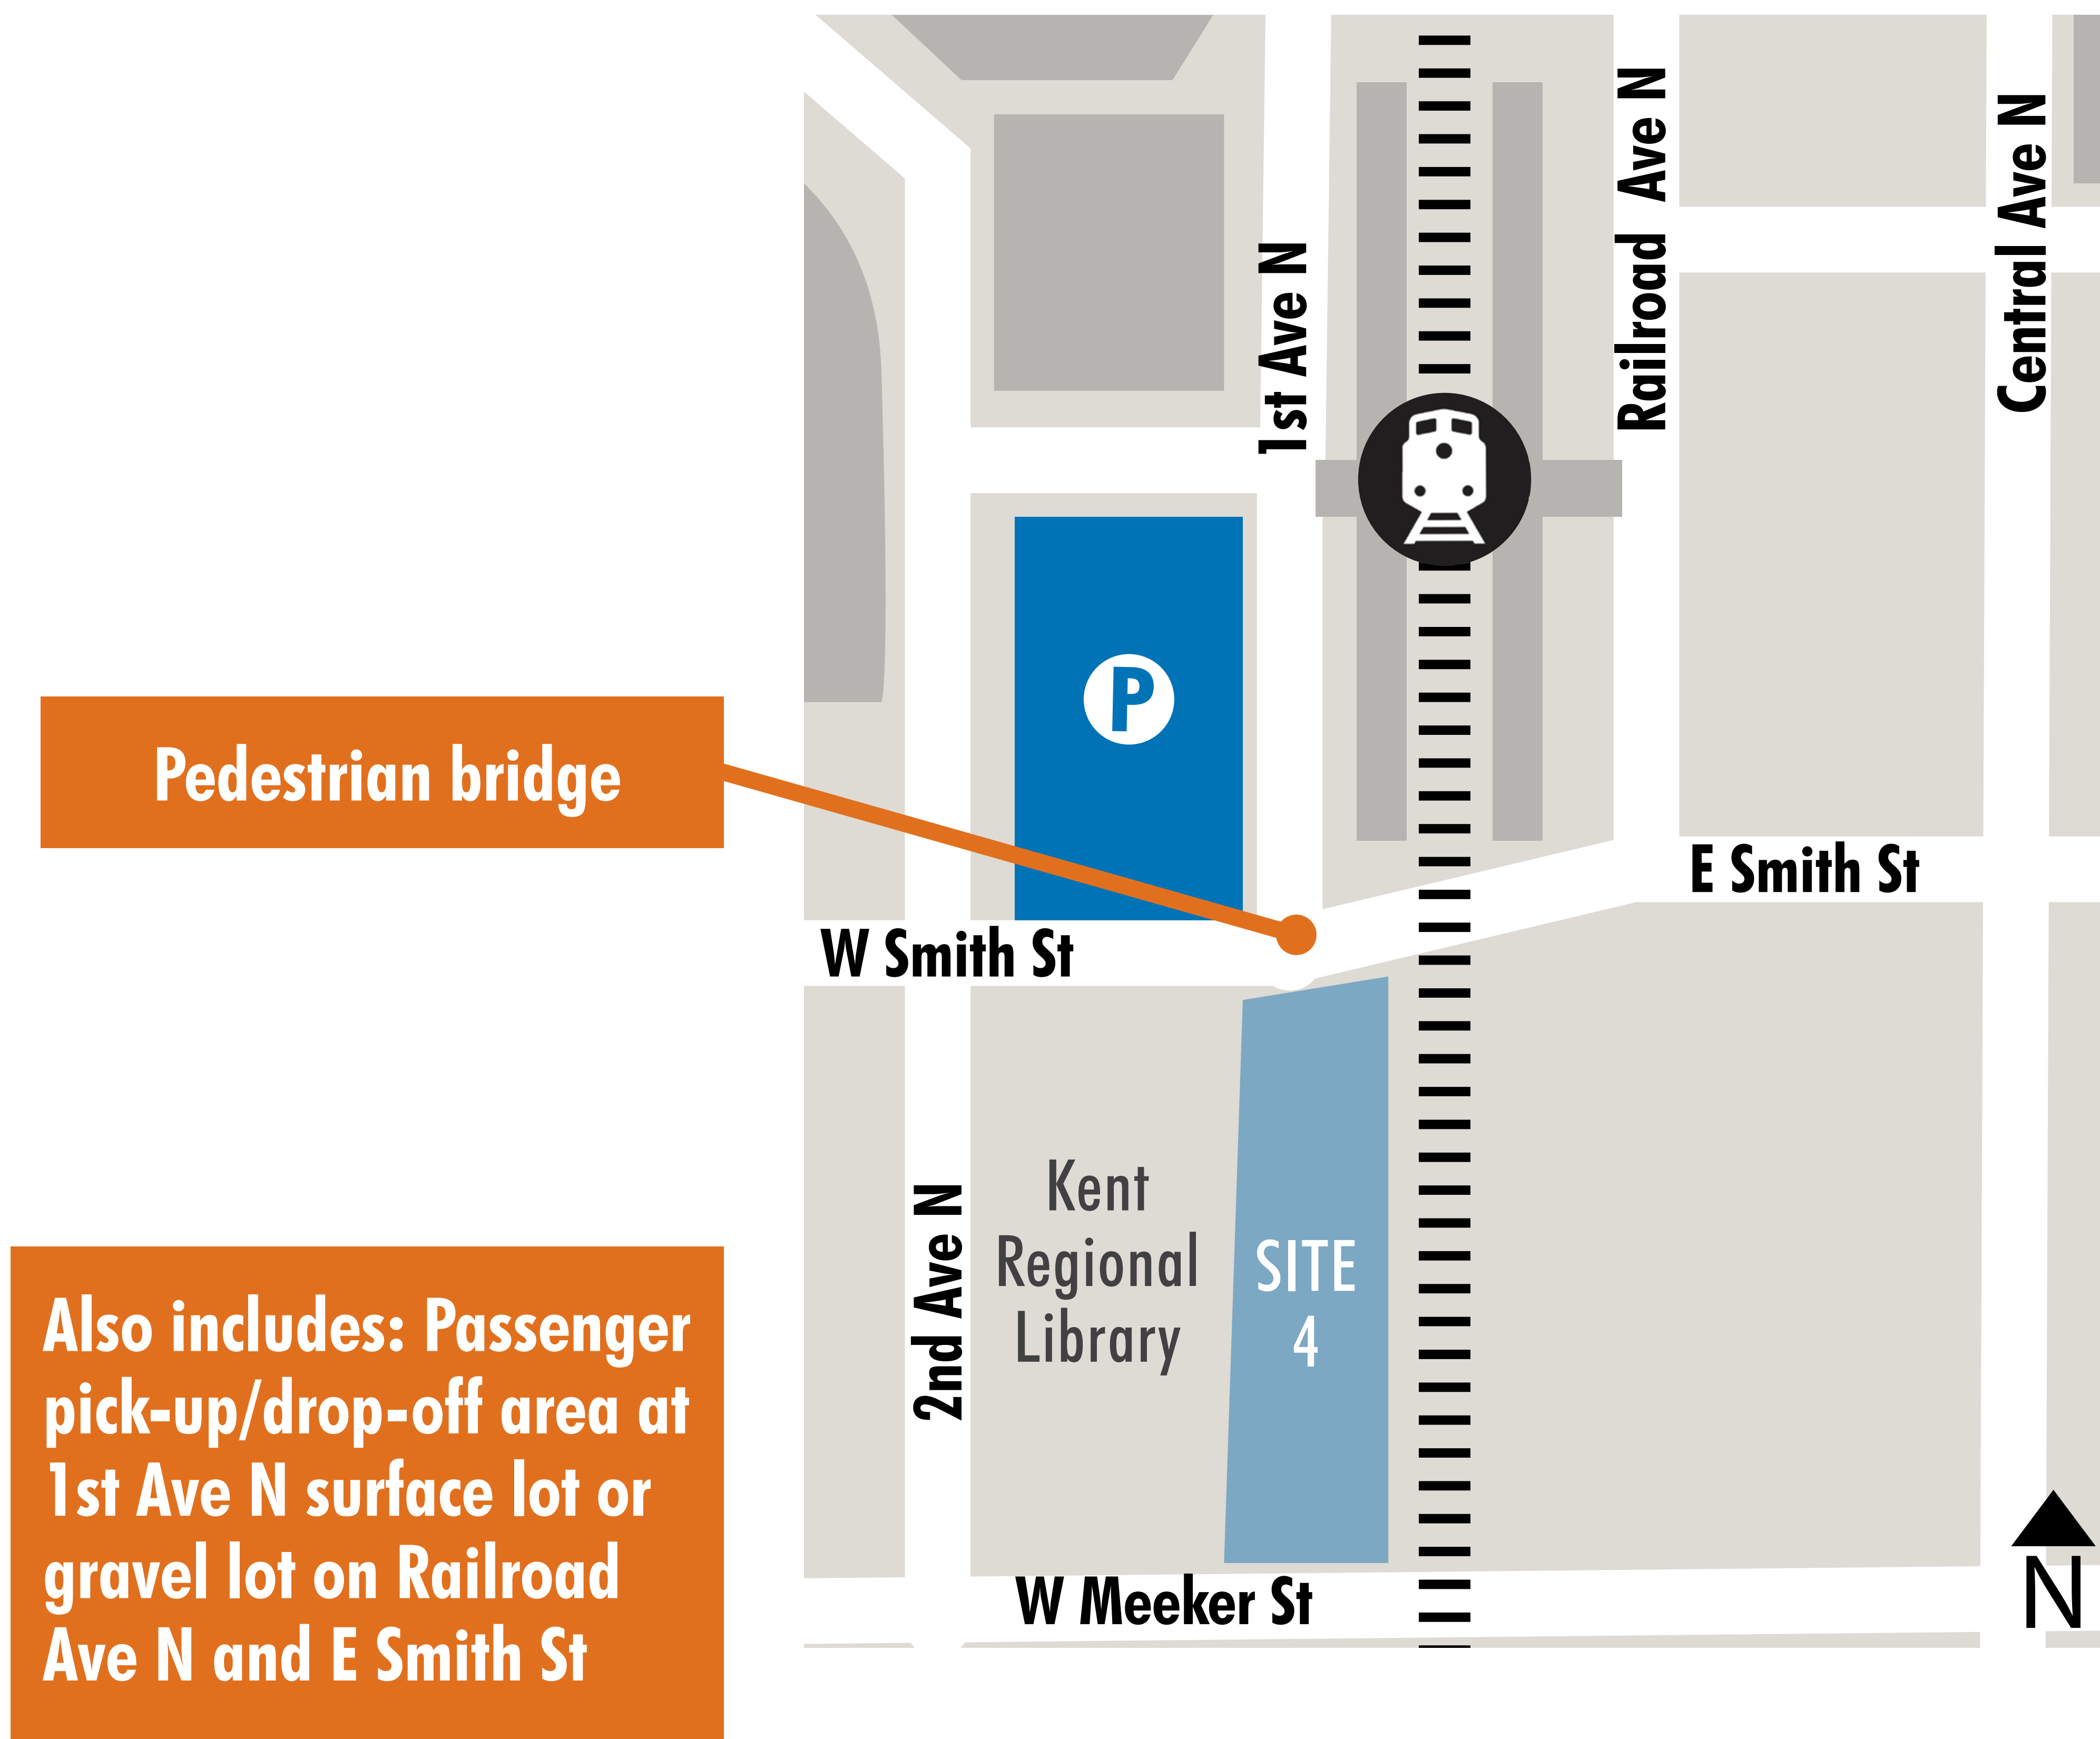 1st Ave N
Railroad Ave N
Central Ave N
P
Pedestrian bridge
E Smith St
W Smith St
2nd Ave N
Kent
Regional
Library
SITE
4
Also includes: Passenger
pick-up/drop-off area at
1st Ave N surface lot or
gravel lot on Railroad
Ave N and E Smith St
W Meeker St
N